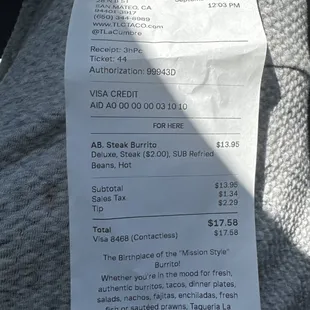 SAN MATEO, CA
94401-3917
(650) 344-8989
www.TLCTACO.com
@TLaCumbre
12:03 PM
Receipt: 3hPc
Ticket: 44
Authorization: 99943D
VISA CREDIT
AID A0 00 00 00 03 10 10
FOR HERE
AB. Steak Burrito $13.95
Deluxe, Steak ($2.00), SUB Refried
Beans, Hot
Subtotal $13.95
Sales Tax $1.34
Tip $2.29
Total $17.58
Visa 8468 (Contactless) $17.58
The Birthplace of the "Mission Style"
Burrito!
Whether you're in the mood for fresh,
authentic burritos, tacos, dinner plates,
salads, nachos, fajitas, enchiladas, fresh
fish or sautéed prawns, Taqueria La